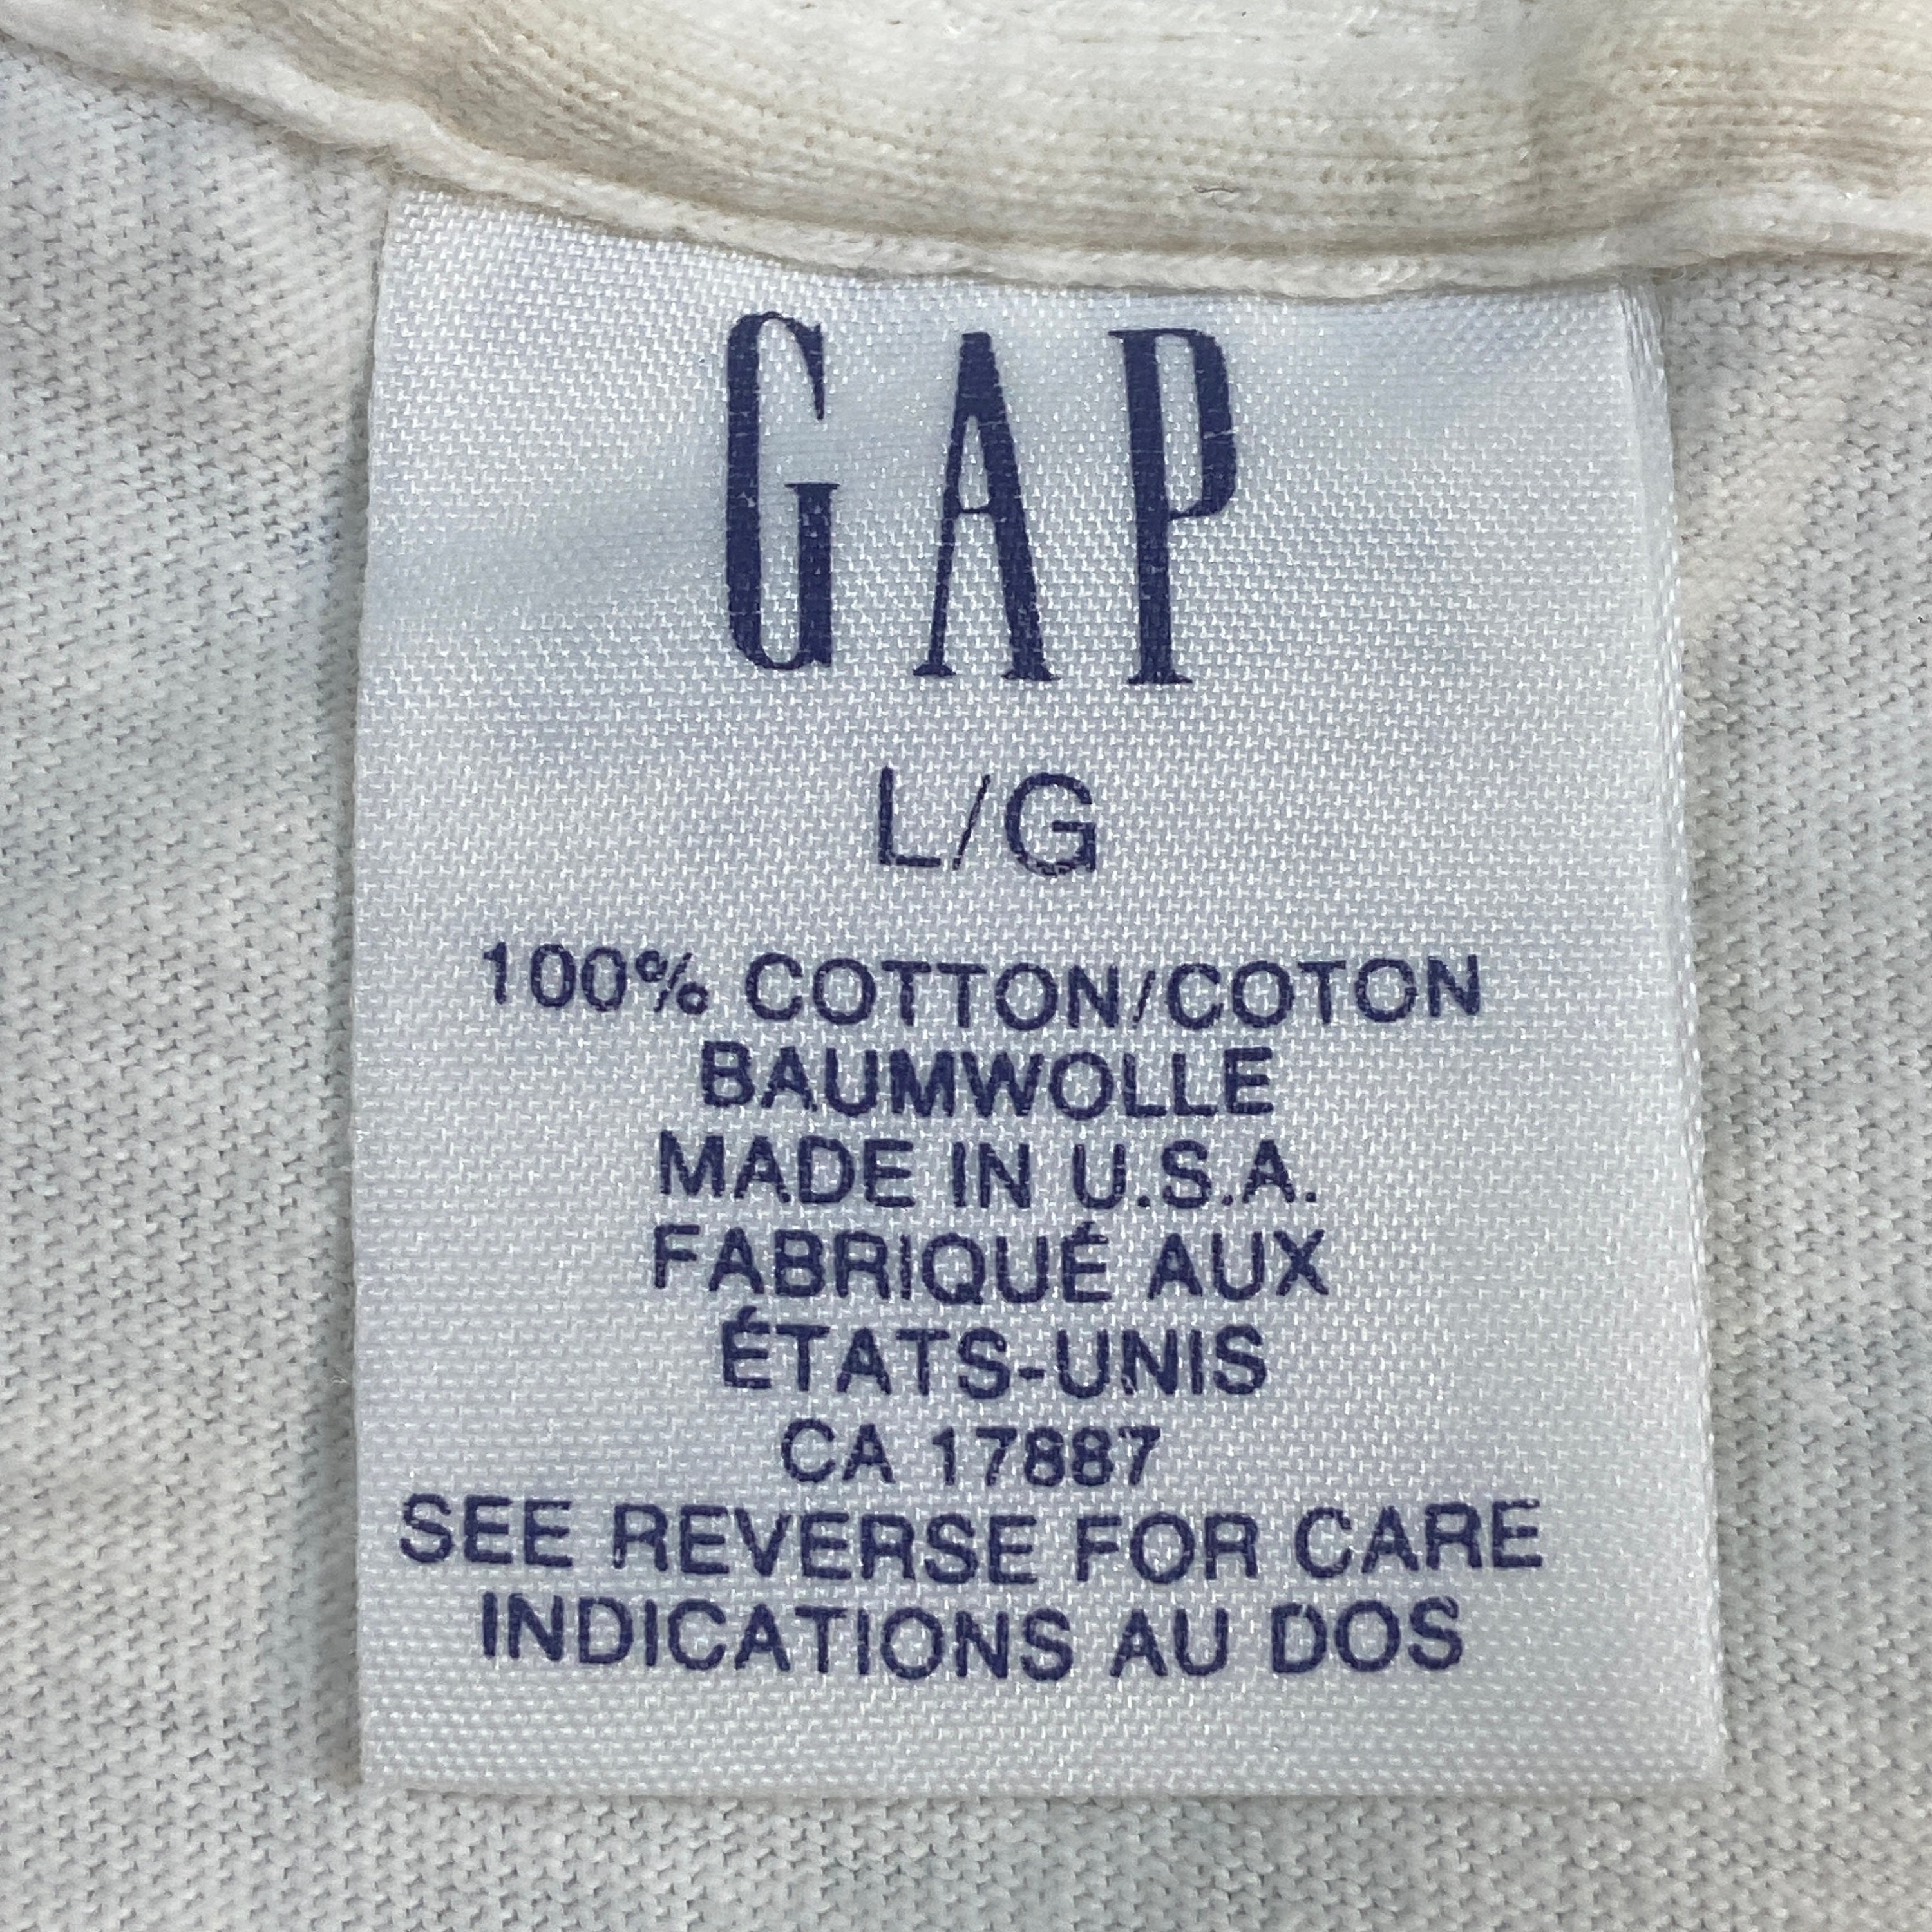 GAP
L/G
100% COTTON/COTON
BAUMWOLLE
MADE IN U.S.A.
FABRIQUÉ AUX
ÉTATS-UNIS
CA 17887
SEE REVERSE FOR CARE
INDICATIONS AU DOS